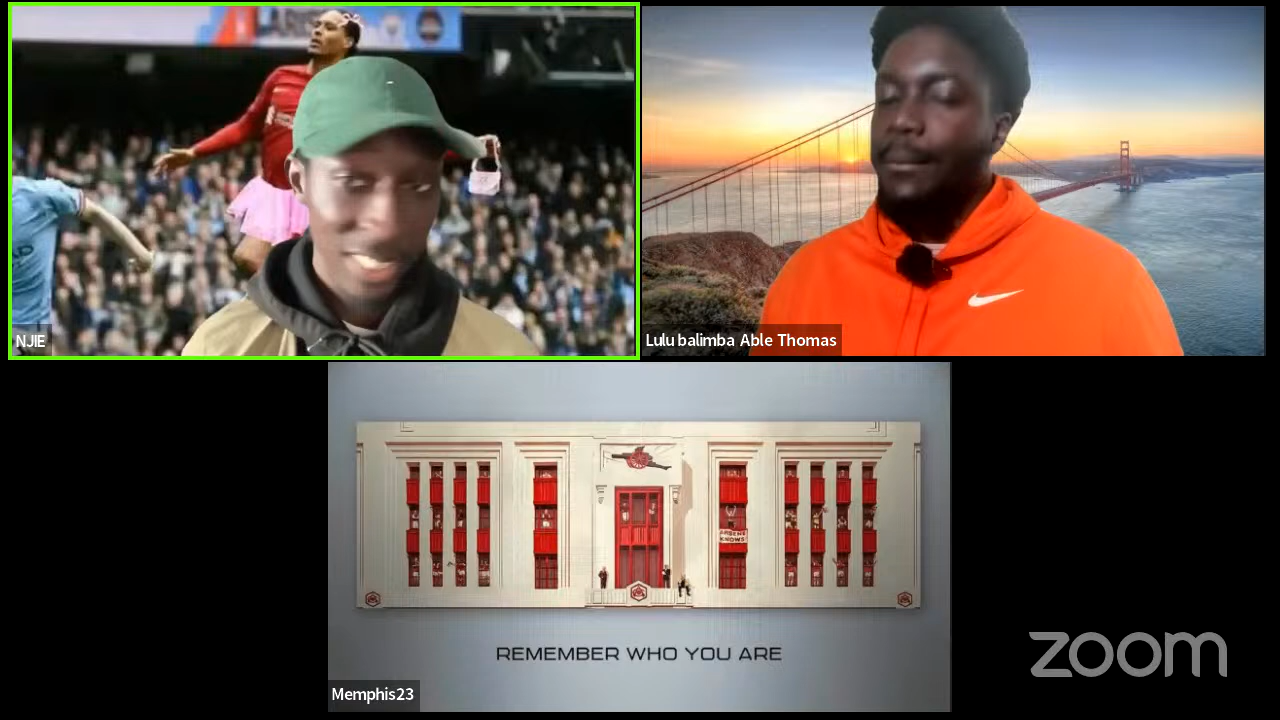 NJIE
Lulu balimba Able Thomas
ARSENE
KNOWS
REMEMBER WHO YOU ARE
Memphis23
zoom